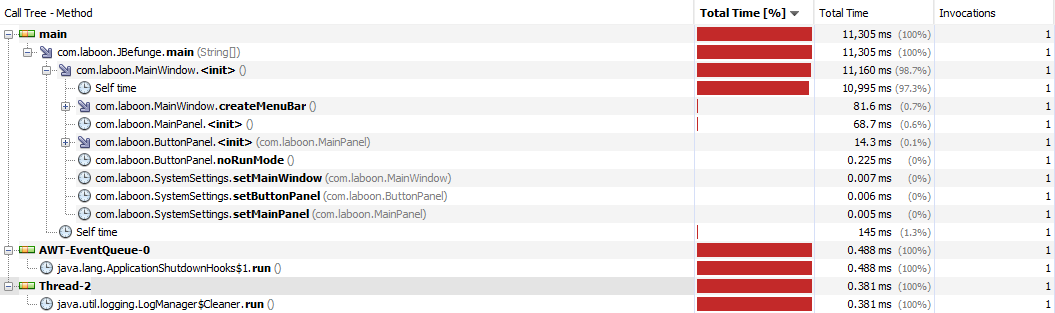 Call Tree - Method Total Time [%] Total Time Invocations
main 11,305 ms (100%) 1
com.laboon.JBefunge.main (String[]) 11,305 ms (100%) 1
com.laboon.MainWindow.<init> () 11,160 ms (98.7%) 1
Self time 10,995 ms (97.3%) 1
com.laboon.MainWindow.createMenuBar () 81.6 ms (0.7%) 1
com.laboon.MainPanel.<init> () 68.7 ms (0.6%) 1
com.laboon.ButtonPanel.<init> (com.laboon.MainPanel) 14.3 ms (0.1%) 1
com.laboon.ButtonPanel.noRunMode () 0.225 ms (0%) 1
com.laboon.SystemSettings.setMainWindow (com.laboon.MainWindow) 0.007 ms (0%) 1
com.laboon.SystemSettings.setButtonPanel (com.laboon.ButtonPanel) 0.006 ms (0%) 1
com.laboon.SystemSettings.setMainPanel (com.laboon.MainPanel) 0.005 ms (0%) 1
Self time 145 ms (1.3%) 1
AWT-EventQueue-0 0.488 ms (100%) 1
java.lang.ApplicationShutdownHooks$1.run () 0.488 ms (100%) 1
Thread-2 0.381 ms (100%) 1
java.util.logging.LogManager$Cleaner.run () 0.381 ms (100%) 1